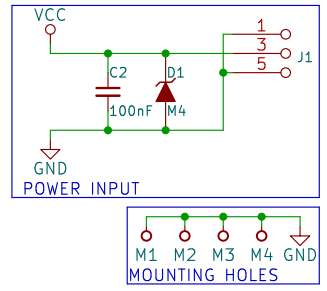 VCC
1
3
J1
5
C2
D1
100nF
M4
GND
POWER INPUT
M1 M2 M3 M4 GND
MOUNTING HOLES